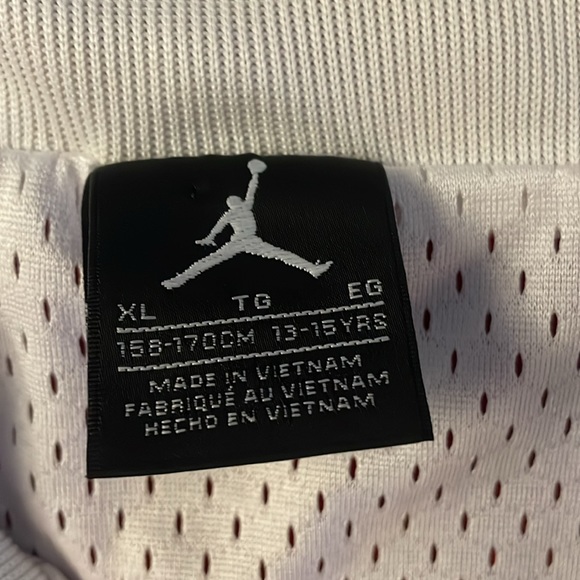 XL TG EG
158-170CM 13-15YRS
MADE IN VIETNAM
FABRIQUÉ AU VIETNAM
HECHO EN VIETNAM